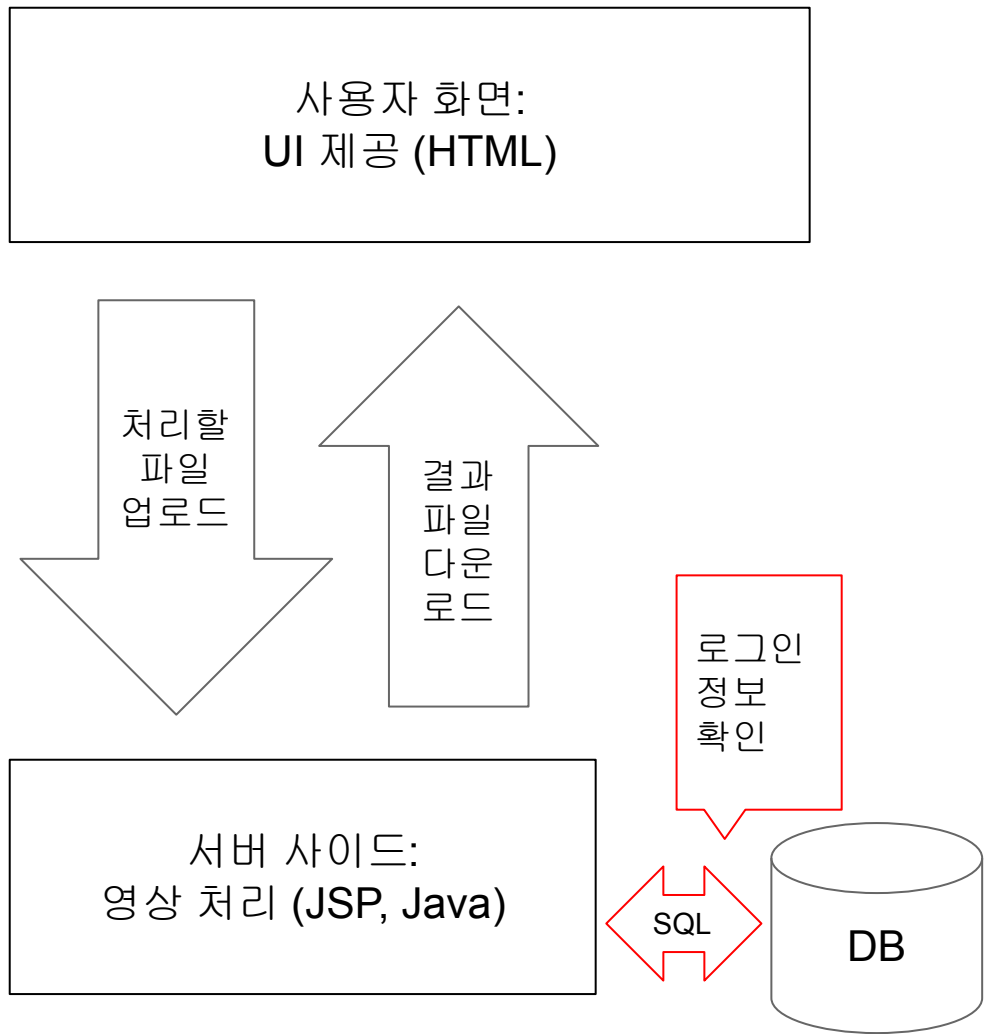 사용자 화면:
UI 제공 (HTML)
처리할
파일
업로드
결과
파일
다운
로드
로그인
정보
확인
서버 사이드:
영상 처리 (JSP, Java)
SQL
DB